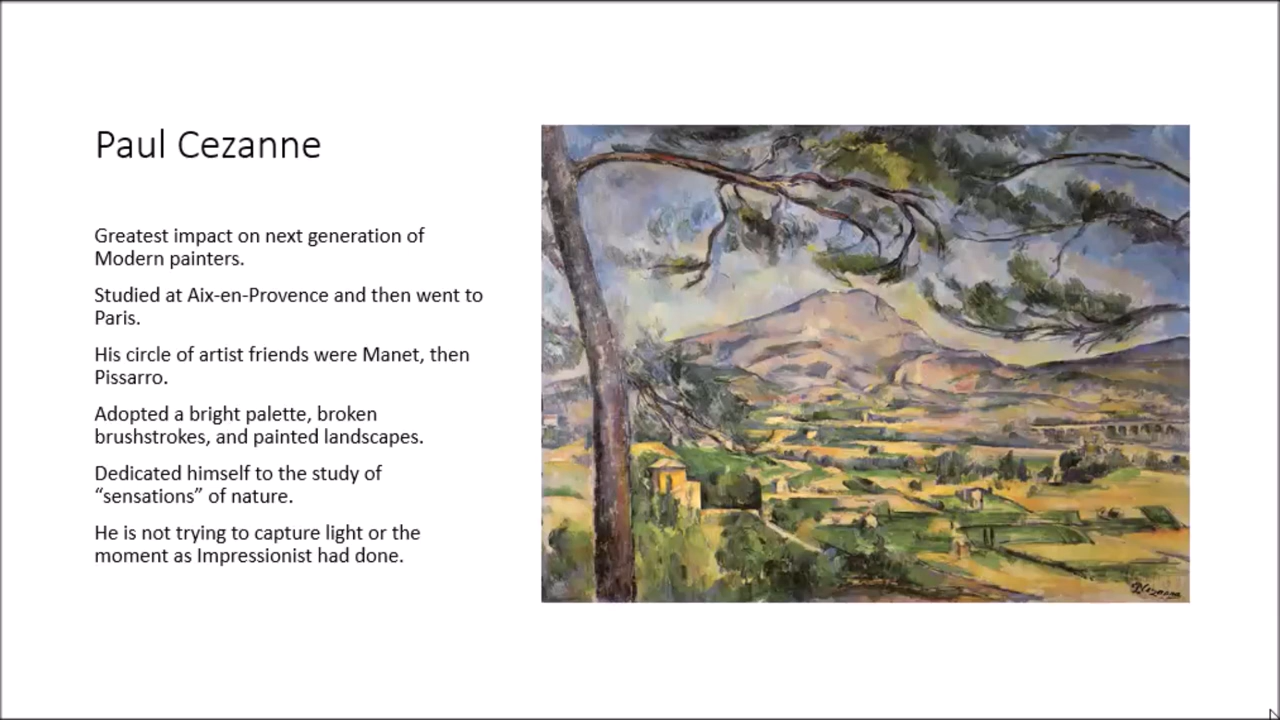 Paul Cezanne
Greatest impact on next generation of
Modern painters.
Studied at Aix-en-Provence and then went to
Paris.
His circle of artist friends were Manet, then
Pissarro.
Adopted a bright palette, broken
brushstrokes, and painted landscapes.
Dedicated himself to the study of
“sensations” of nature.
He is not trying to capture light or the
moment as Impressionist had done.
P Cezanne